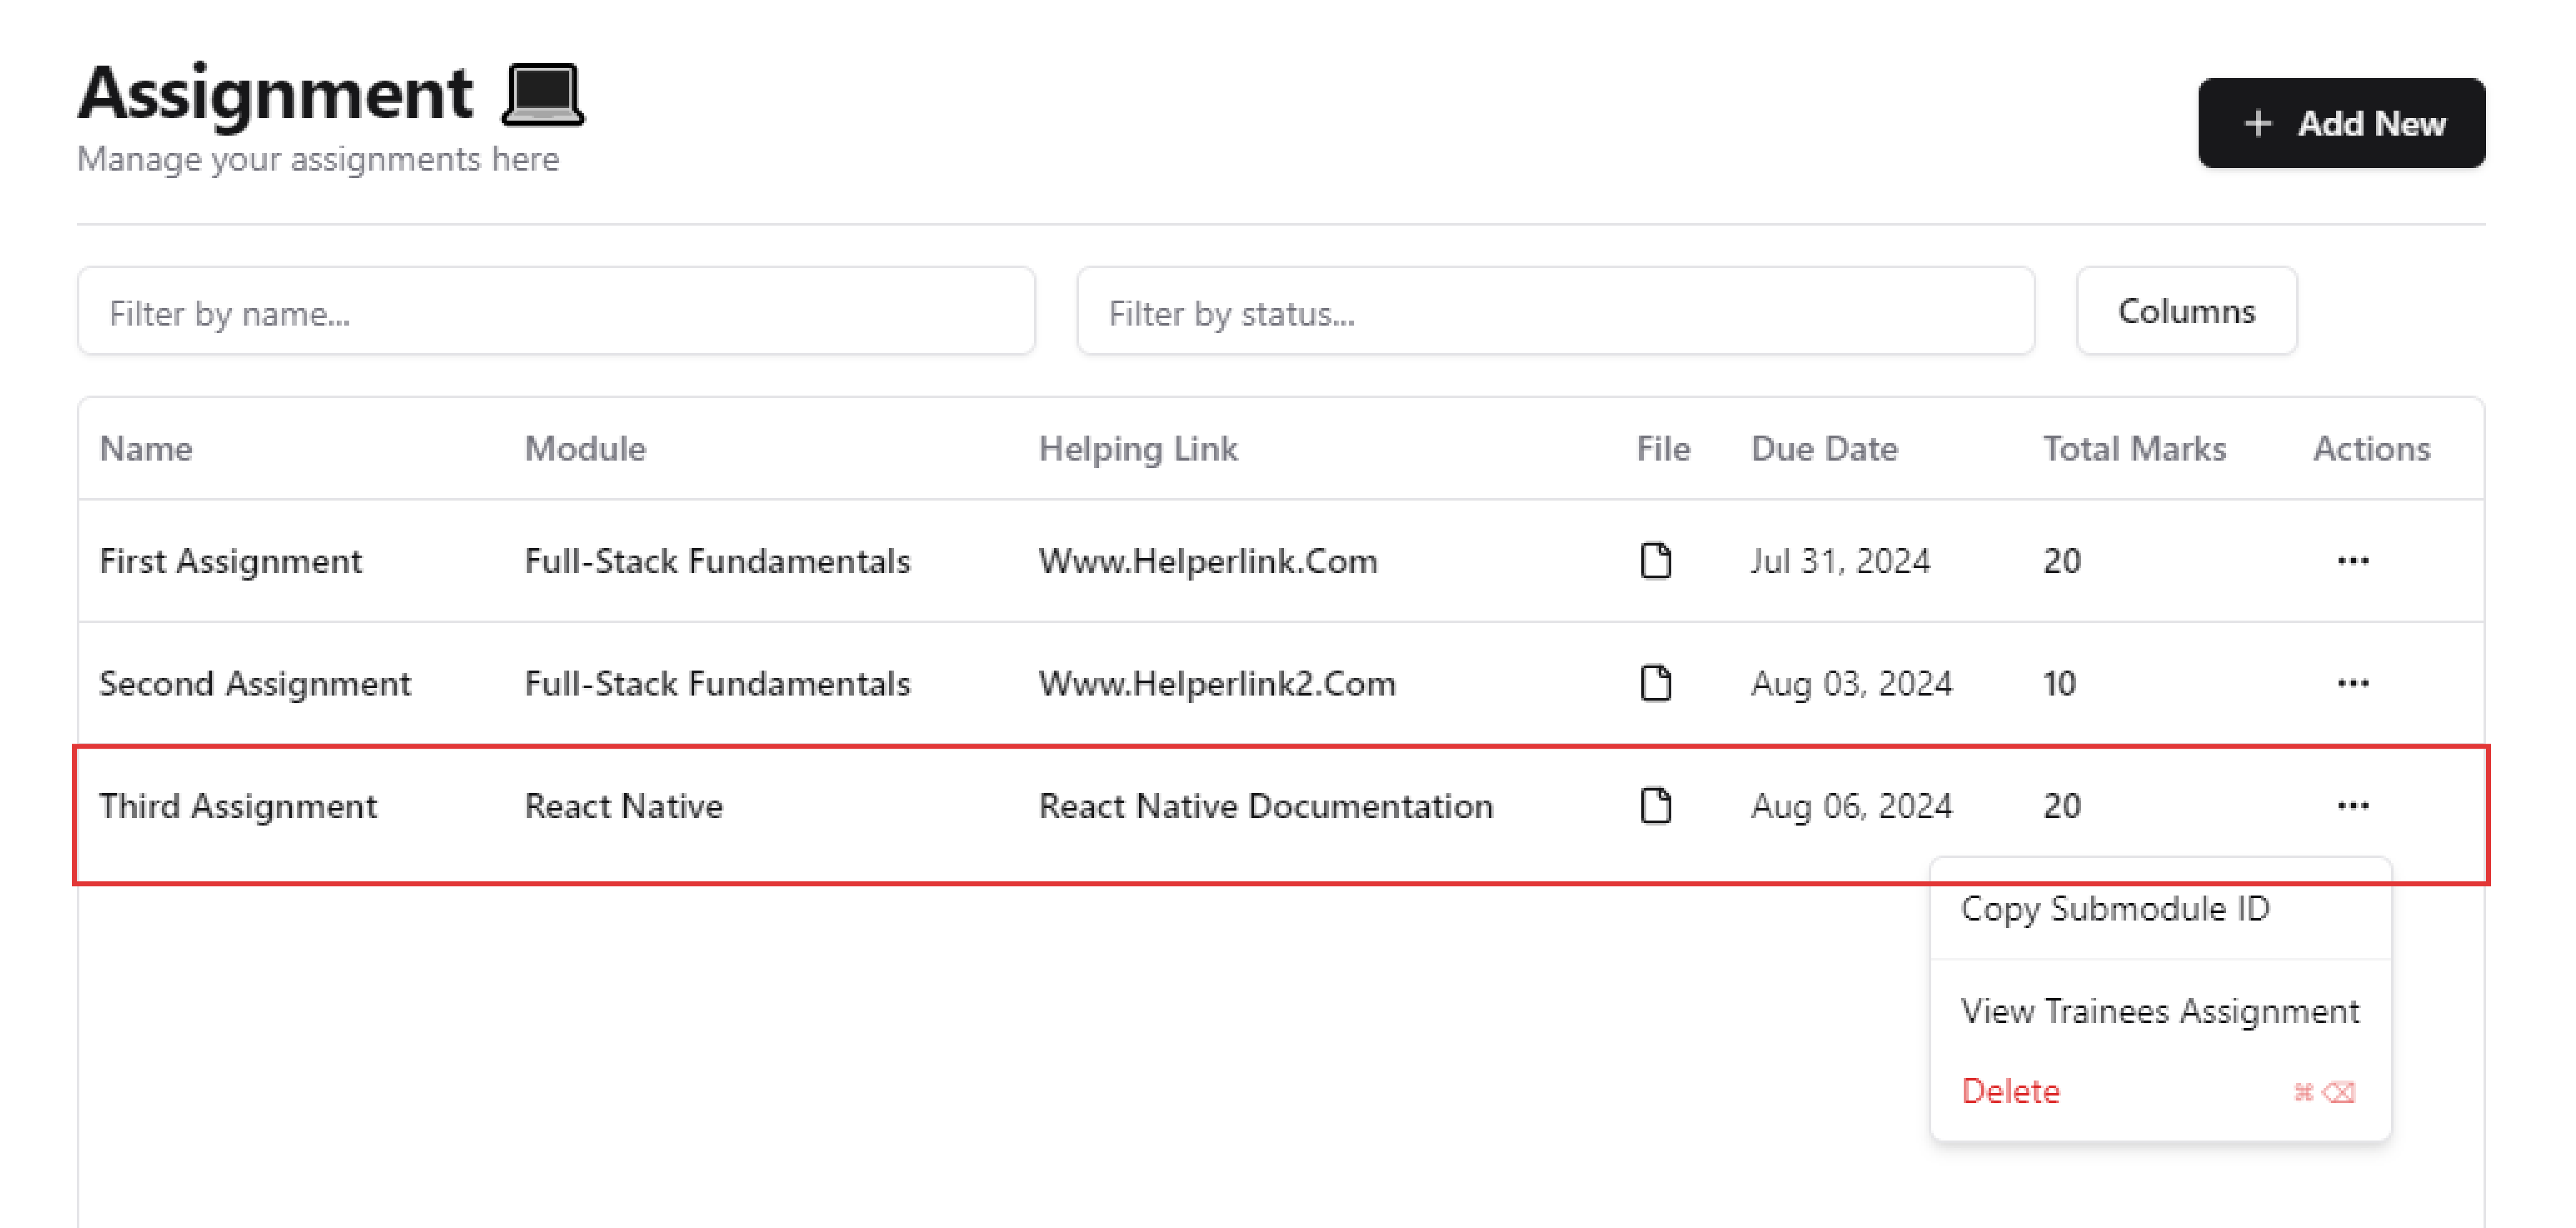 Assignment 💻
Manage your assignments here
+ Add New
Filter by name...
Filter by status...
Columns
Name Module Helping Link File Due Date Total Marks Actions
First Assignment Full-Stack Fundamentals Www.Helperlink.Com Jul 31, 2024 20 ...
Second Assignment Full-Stack Fundamentals Www.Helperlink2.Com Aug 03, 2024 10 ...
Third Assignment React Native React Native Documentation Aug 06, 2024 20 ...
Copy Submodule ID
View Trainees Assignment
Delete ⌘⌫